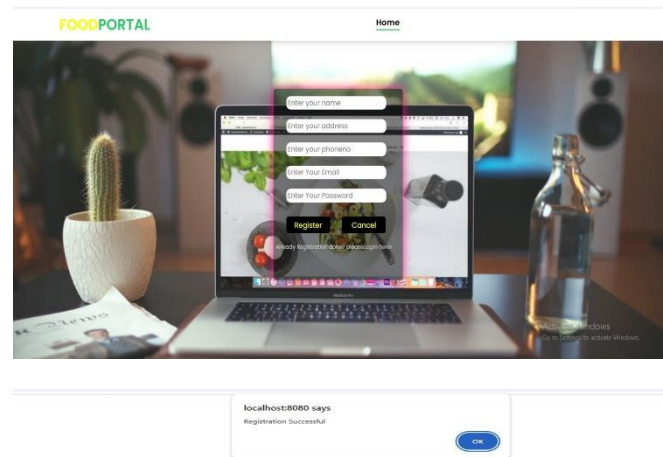 FOODPORTAL
Home
Enter your name
Enter your address
Enter your phoneno
Enter Your Email
Enter Your Password
Register Cancel
Already Registration done? please login here!
MacBook Pro
Activate Windows
Go to Settings to activate Windows.
localhost:8080 says
Registration Successful
OK